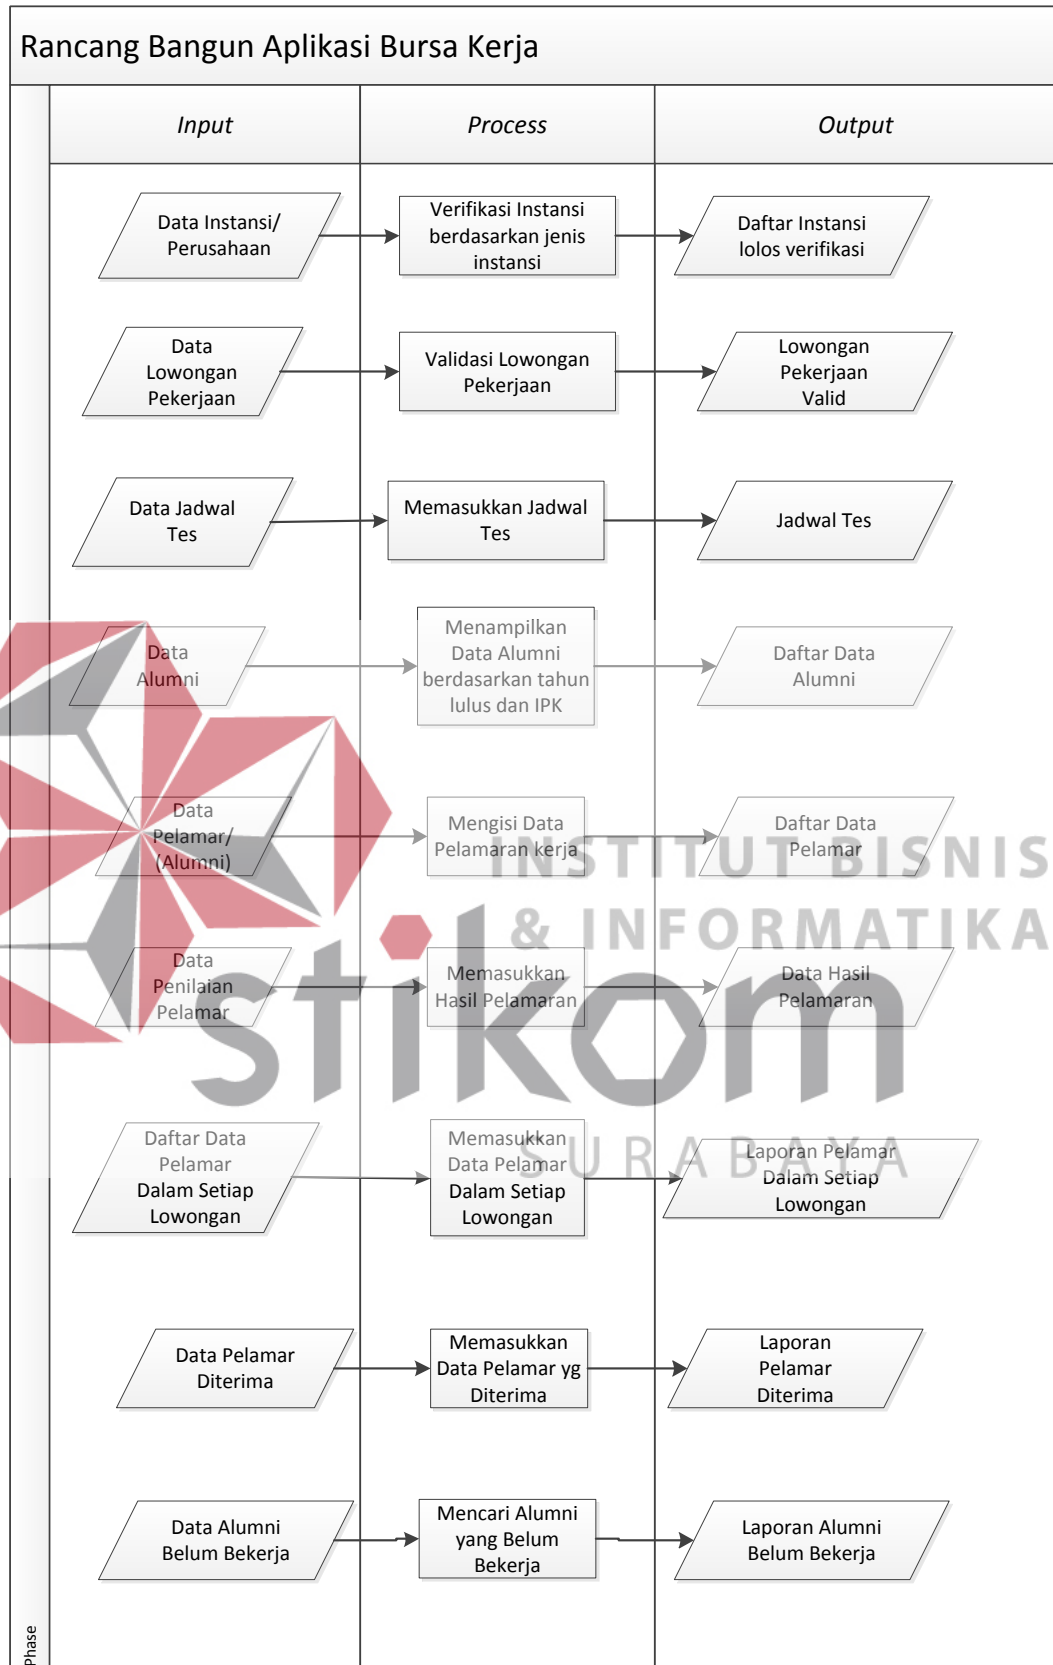 Rancang Bangun Aplikasi Bursa Kerja
Input
Process
Output
Data Instansi/
Perusahaan
Verifikasi Instansi
berdasarkan jenis
instansi
Daftar Instansi
lolos verifikasi
Data
Lowongan
Pekerjaan
Validasi Lowongan
Pekerjaan
Lowongan
Pekerjaan
Valid
Data Jadwal
Tes
Memasukkan Jadwal
Tes
Jadwal Tes
Data
Alumni
Menampilkan
Data Alumni
berdasarkan tahun
lulus dan IPK
Daftar Data
Alumni
Data
Pelamar/
(Alumni)
Mengisi Data
Pelamaran kerja
Daftar Data
Pelamar
INSTITUT BISNIS
& INFORMATIKA
Data
Penilaian
Pelamar
Memasukkan
Hasil Pelamaran
Data Hasil
Pelamaran
stikom
SURABAYA
Daftar Data
Pelamar
Dalam Setiap
Lowongan
Memasukkan
Data Pelamar
Dalam Setiap
Lowongan
Laporan Pelamar
Dalam Setiap
Lowongan
Data Pelamar
Diterima
Memasukkan
Data Pelamar yg
Diterima
Laporan
Pelamar
Diterima
Data Alumni
Belum Bekerja
Mencari Alumni
yang Belum
Bekerja
Laporan Alumni
Belum Bekerja
Phase